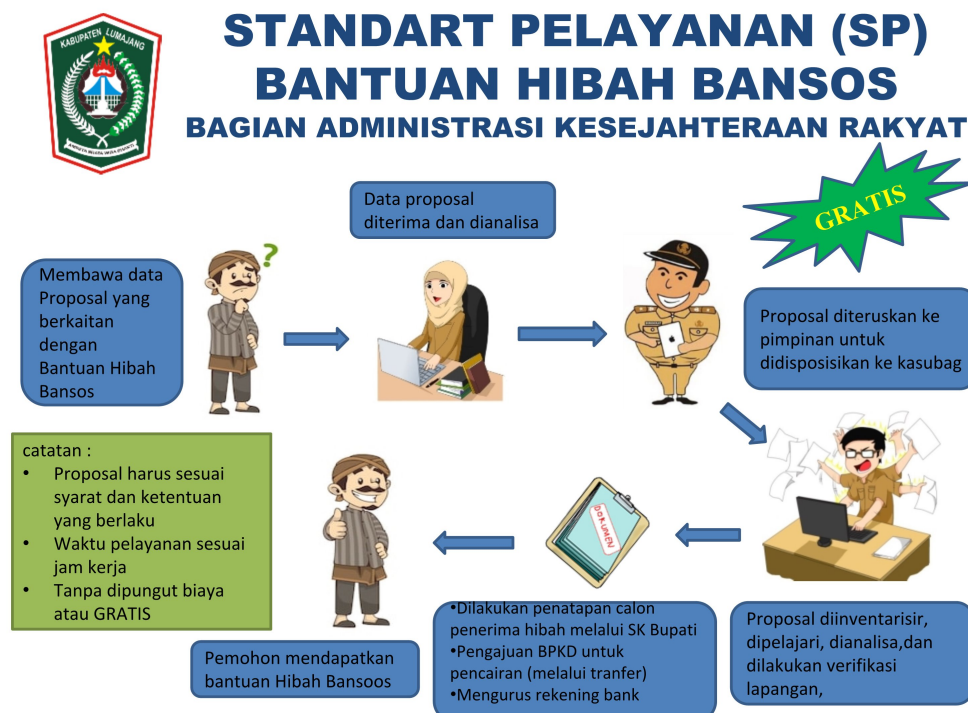 STANDART PELAYANAN (SP)
BANTUAN HIBAH BANSOS
BAGIAN ADMINISTRASI KESEJAHTERAAN RAKYAT
KABUPATEN LUMAJANG
GRATIS
Membawa data
Proposal yang
berkaitan
dengan
Bantuan Hibah
Bansos
?
Data proposal
diterima dan dianalisa
Proposal diteruskan ke
pimpinan untuk
didisposisikan ke kasubag
Proposal diinventarisir,
dipelajari, dianalisa,dan
dilakukan verifikasi
lapangan,
DOKUMEN
•Dilakukan penatapan calon
penerima hibah melalui SK Bupati
•Pengajuan BPKD untuk
pencairan (melalui tranfer)
•Mengurus rekening bank
Pemohon mendapatkan
bantuan Hibah Bansoos
catatan :
• Proposal harus sesuai
syarat dan ketentuan
yang berlaku
• Waktu pelayanan sesuai
jam kerja
• Tanpa dipungut biaya
atau GRATIS